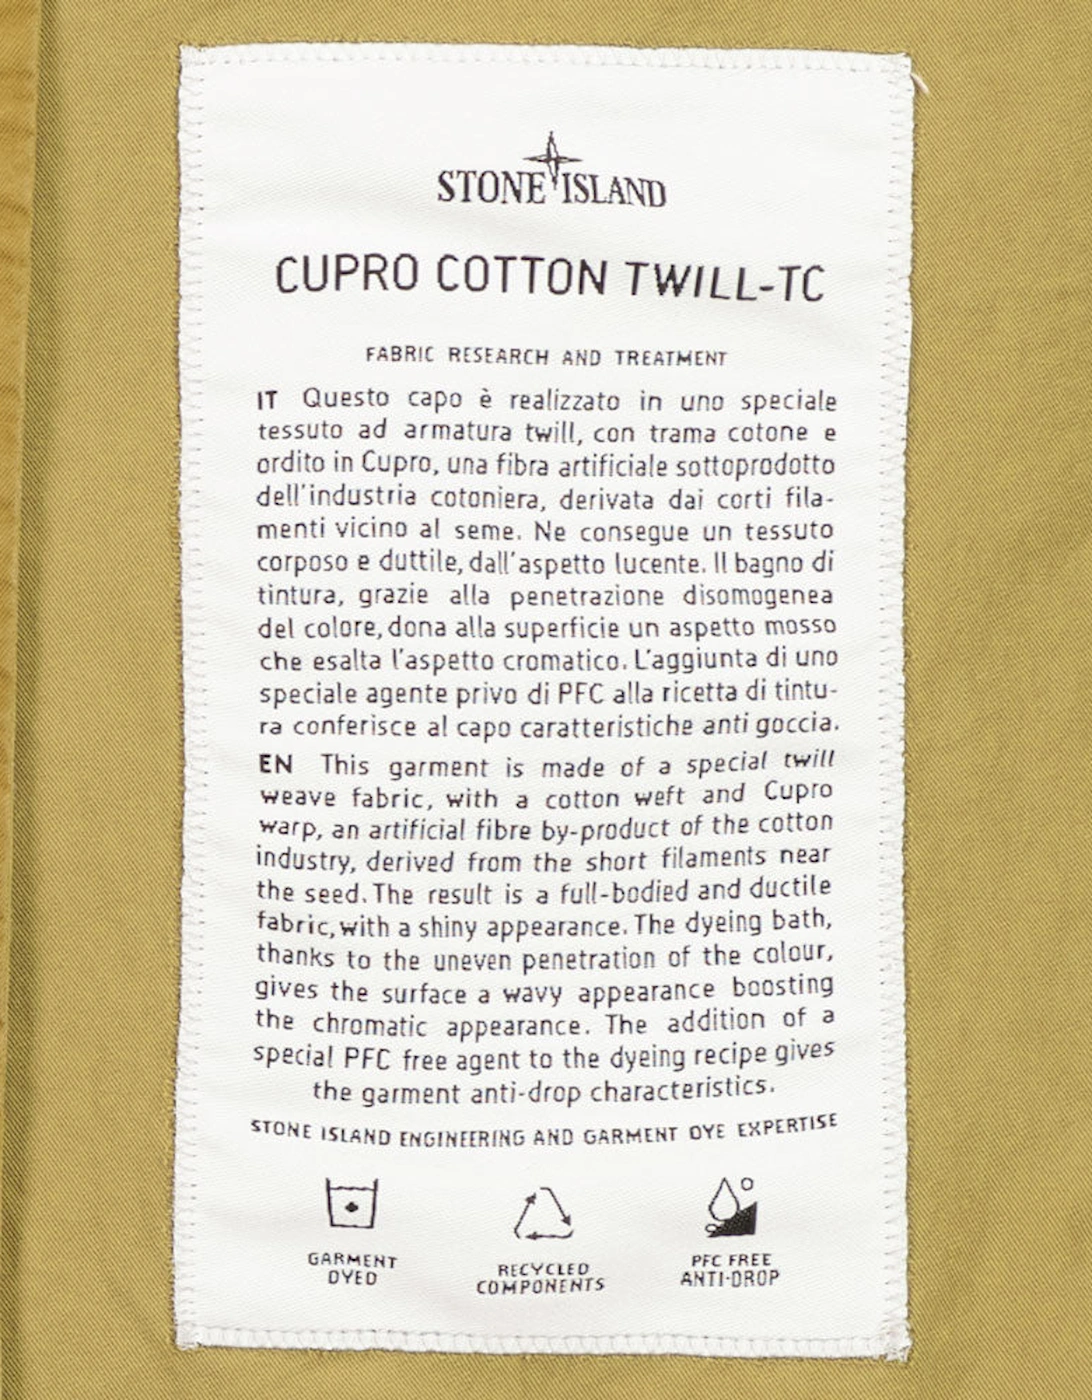 STONE ISLAND
CUPRO COTTON TWILL-TC
FABRIC RESEARCH AND TREATMENT
IT Questo capo è realizzato in uno speciale
tessuto ad armatura twill, con trama cotone e
ordito in Cupro, una fibra artificiale sottoprodotto
dell'industria cotoniera, derivata dai corti fila-
menti vicino al seme. Ne consegue un tessuto
corposo e duttile, dall'aspetto lucente. Il bagno di
tintura, grazie alla penetrazione disomogenea
del colore, dona alla superficie un aspetto mosso
che esalta l'aspetto cromatico. L'aggiunta di uno
speciale agente privo di PFC alla ricetta di tintu-
ra conferisce al capo caratteristiche anti goccia.
EN This garment is made of a special twill
weave fabric, with a cotton weft and Cupro
warp, an artificial fibre by-product of the cotton
industry, derived from the short filaments near
the seed. The result is a full-bodied and ductile
fabric, with a shiny appearance. The dyeing bath,
thanks to the uneven penetration of the colour,
gives the surface a wavy appearance boosting
the chromatic appearance. The addition of a
special PFC free agent to the dyeing recipe gives
the garment anti-drop characteristics.
STONE ISLAND ENGINEERING AND GARMENT DYE EXPERTISE
GARMENT
DYED
RECYCLED
COMPONENTS
PFC FREE
ANTI-DROP